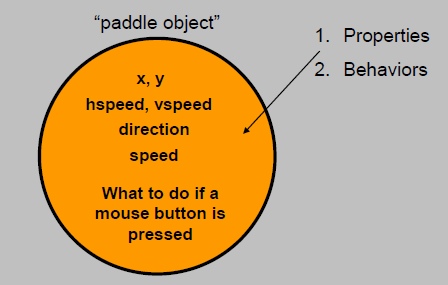 “paddle object”
1. Properties
2. Behaviors
x, y
hspeed, vspeed
direction
speed
What to do if a
mouse button is
pressed